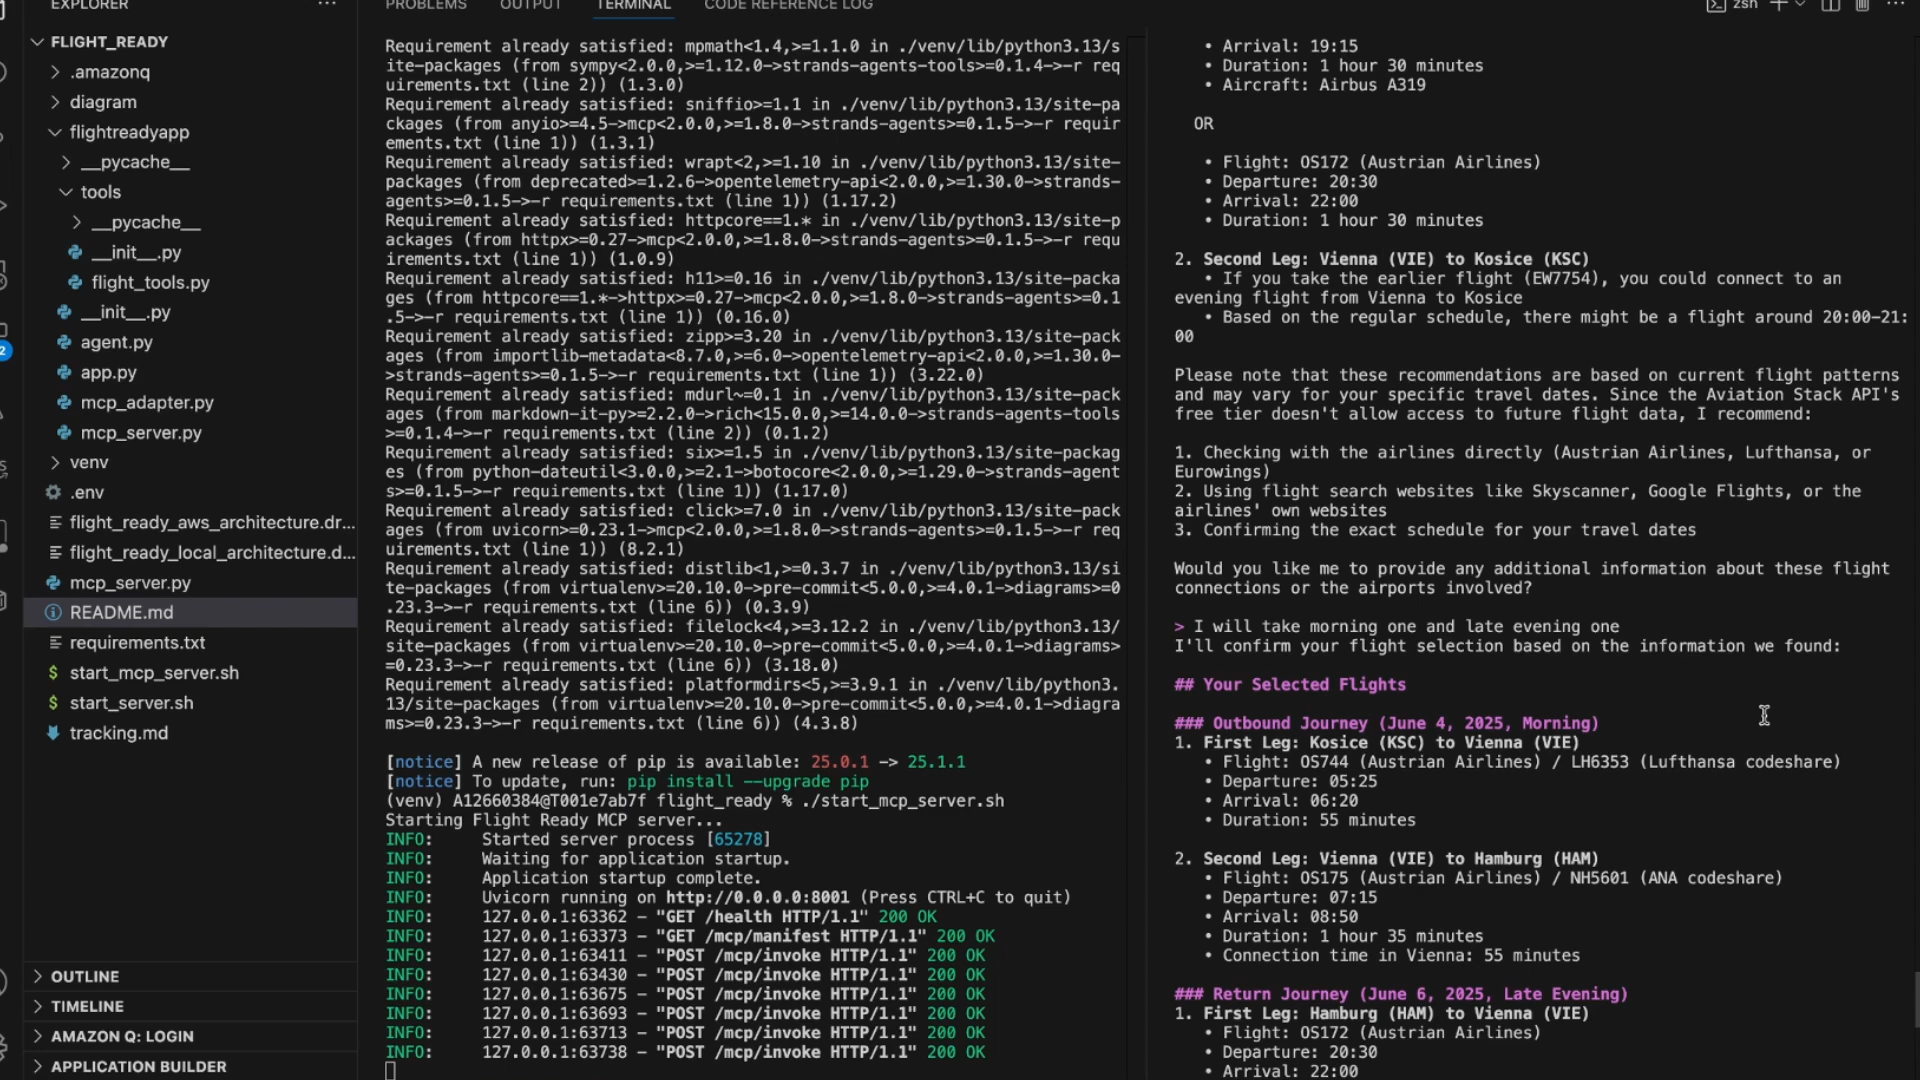 EXPLORER
FLIGHT_READY
.amazonq
diagram
flightreadyapp
__pycache__
tools
__pycache__
__init__.py
flight_tools.py
__init__.py
agent.py
app.py
mcp_adapter.py
mcp_server.py
venv
.env
flight_ready_aws_architecture.dr...
flight_ready_local_architecture.d...
mcp_server.py
README.md
requirements.txt
start_mcp_server.sh
start_server.sh
tracking.md
OUTLINE
TIMELINE
AMAZON Q: LOGIN
APPLICATION BUILDER
PROBLEMS OUTPUT TERMINAL CODE REFERENCE LOG
zsh
Requirement already satisfied: mpmath<1.4,>=1.1.0 in ./venv/lib/python3.13/s
ite-packages (from sympy<2.0.0,>=1.12.0->strands-agents-tools>=0.1.4->-r req
uirements.txt (line 2)) (1.3.0)
Requirement already satisfied: sniffio>=1.1 in ./venv/lib/python3.13/site-pa
ckages (from anyio>=4.5->mcp<2.0.0,>=1.8.0->strands-agents>=0.1.5->-r requir
ements.txt (line 1)) (1.3.1)
Requirement already satisfied: wrapt<2,>=1.10 in ./venv/lib/python3.13/site-
packages (from deprecated>=1.2.6->opentelemetry-api<2.0.0,>=1.30.0->strands-
agents>=0.1.5->-r requirements.txt (line 1)) (1.17.2)
Requirement already satisfied: httpcore==1.* in ./venv/lib/python3.13/site-p
ackages (from httpx>=0.27->mcp<2.0.0,>=1.8.0->strands-agents>=0.1.5->-r requ
irements.txt (line 1)) (1.0.9)
Requirement already satisfied: h11>=0.16 in ./venv/lib/python3.13/site-packa
ges (from httpcore==1.*->httpx>=0.27->mcp<2.0.0,>=1.8.0->strands-agents>=0.1
.5->-r requirements.txt (line 1)) (0.16.0)
Requirement already satisfied: zipp>=3.20 in ./venv/lib/python3.13/site-pack
ages (from importlib-metadata<8.7.0,>=6.0->opentelemetry-api<2.0.0,>=1.30.0-
>strands-agents>=0.1.5->-r requirements.txt (line 1)) (3.22.0)
Requirement already satisfied: mdurl~=0.1 in ./venv/lib/python3.13/site-pack
ages (from markdown-it-py>=2.2.0->rich<15.0.0,>=14.0.0->strands-agents-tools
>=0.1.4->-r requirements.txt (line 2)) (0.1.2)
Requirement already satisfied: six>=1.5 in ./venv/lib/python3.13/site-packag
es (from python-dateutil<3.0.0,>=2.1->botocore<2.0.0,>=1.29.0->strands-agent
s>=0.1.5->-r requirements.txt (line 1)) (1.17.0)
Requirement already satisfied: click>=7.0 in ./venv/lib/python3.13/site-pack
ages (from uvicorn>=0.23.1->mcp<2.0.0,>=1.8.0->strands-agents>=0.1.5->-r req
uirements.txt (line 1)) (8.2.1)
Requirement already satisfied: distlib<1,>=0.3.7 in ./venv/lib/python3.13/si
te-packages (from virtualenv>=20.10.0->pre-commit<5.0.0,>=4.0.1->diagrams>=0
.23.3->-r requirements.txt (line 6)) (0.3.9)
Requirement already satisfied: filelock<4,>=3.12.2 in ./venv/lib/python3.13/
site-packages (from virtualenv>=20.10.0->pre-commit<5.0.0,>=4.0.1->diagrams>
=0.23.3->-r requirements.txt (line 6)) (3.18.0)
Requirement already satisfied: platformdirs<5,>=3.9.1 in ./venv/lib/python3.
13/site-packages (from virtualenv>=20.10.0->pre-commit<5.0.0,>=4.0.1->diagra
ms>=0.23.3->-r requirements.txt (line 6)) (4.3.8)
[notice] A new release of pip is available: 25.0.1 -> 25.1.1
[notice] To update, run: pip install --upgrade pip
(venv) A12660384@T001e7ab7f flight_ready % ./start_mcp_server.sh
Starting Flight Ready MCP server...
INFO: Started server process [65278]
INFO: Waiting for application startup.
INFO: Application startup complete.
INFO: Uvicorn running on http://0.0.0.0:8001 (Press CTRL+C to quit)
INFO: 127.0.0.1:63362 - "GET /health HTTP/1.1" 200 OK
INFO: 127.0.0.1:63373 - "GET /mcp/manifest HTTP/1.1" 200 OK
INFO: 127.0.0.1:63411 - "POST /mcp/invoke HTTP/1.1" 200 OK
INFO: 127.0.0.1:63430 - "POST /mcp/invoke HTTP/1.1" 200 OK
INFO: 127.0.0.1:63675 - "POST /mcp/invoke HTTP/1.1" 200 OK
INFO: 127.0.0.1:63693 - "POST /mcp/invoke HTTP/1.1" 200 OK
INFO: 127.0.0.1:63713 - "POST /mcp/invoke HTTP/1.1" 200 OK
INFO: 127.0.0.1:63738 - "POST /mcp/invoke HTTP/1.1" 200 OK
• Arrival: 19:15
• Duration: 1 hour 30 minutes
• Aircraft: Airbus A319
OR
• Flight: OS172 (Austrian Airlines)
• Departure: 20:30
• Arrival: 22:00
• Duration: 1 hour 30 minutes
2. Second Leg: Vienna (VIE) to Kosice (KSC)
• If you take the earlier flight (EW7754), you could connect to an
evening flight from Vienna to Kosice
• Based on the regular schedule, there might be a flight around 20:00-21:
00
Please note that these recommendations are based on current flight patterns
and may vary for your specific travel dates. Since the Aviation Stack API's
free tier doesn't allow access to future flight data, I recommend:
1. Checking with the airlines directly (Austrian Airlines, Lufthansa, or
Eurowings)
2. Using flight search websites like Skyscanner, Google Flights, or the
airlines' own websites
3. Confirming the exact schedule for your travel dates
Would you like me to provide any additional information about these flight
connections or the airports involved?
> I will take morning one and late evening one
I'll confirm your flight selection based on the information we found:
## Your Selected Flights
### Outbound Journey (June 4, 2025, Morning)
1. First Leg: Kosice (KSC) to Vienna (VIE)
• Flight: OS744 (Austrian Airlines) / LH6353 (Lufthansa codeshare)
• Departure: 05:25
• Arrival: 06:20
• Duration: 55 minutes
2. Second Leg: Vienna (VIE) to Hamburg (HAM)
• Flight: OS175 (Austrian Airlines) / NH5601 (ANA codeshare)
• Departure: 07:15
• Arrival: 08:50
• Duration: 1 hour 35 minutes
• Connection time in Vienna: 55 minutes
### Return Journey (June 6, 2025, Late Evening)
1. First Leg: Hamburg (HAM) to Vienna (VIE)
• Flight: OS172 (Austrian Airlines)
• Departure: 20:30
• Arrival: 22:00